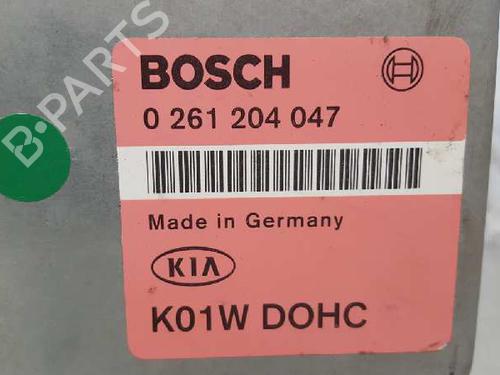 BOSCH
0 261 204 047
Made in Germany
KIA
K01W DOHC
B-PARTS